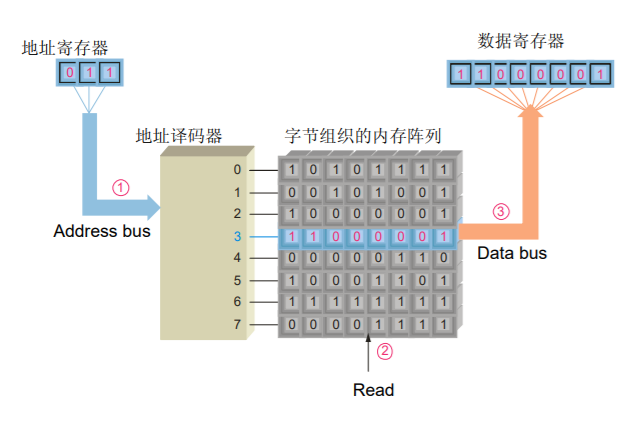 地址寄存器
数据寄存器
0 1 1
1 1 0 0 0 0 0 1
地址译码器
字节组织的内存阵列
0 1 0 1 0 1 1 1 1
1 0 0 1 0 1 0 0 1
2 1 0 0 0 0 0 0 1
3 1 1 0 0 0 0 0 1
4 0 0 0 0 0 1 1 0
5 1 0 0 0 1 1 0 1
6 1 1 1 1 1 1 1 1
7 0 0 0 0 1 1 1 1
①
Address bus
③
Data bus
②
Read